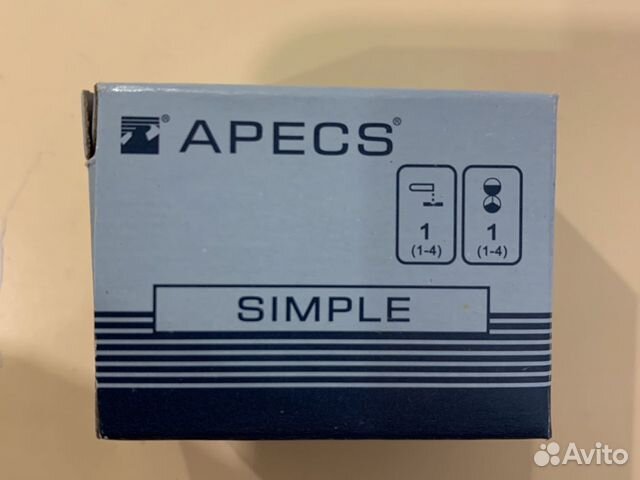 ® APECS®
1 1
(1-4) (1-4)
SIMPLE
Avito